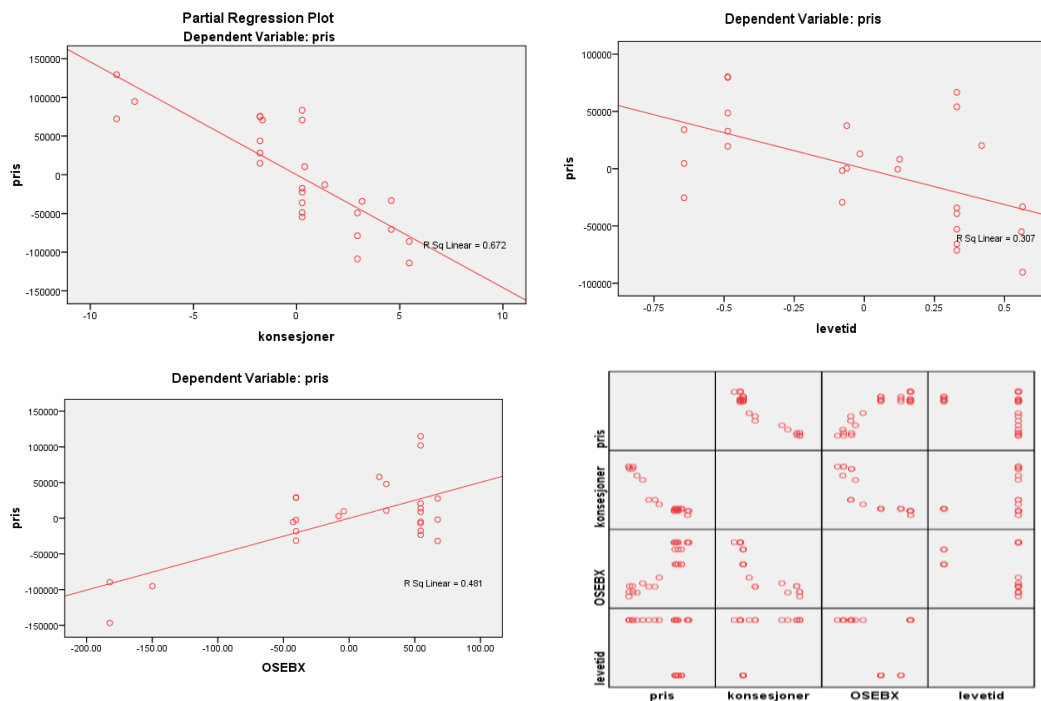 Partial Regression Plot
Dependent Variable: pris
150000
100000
50000
0
-50000
-100000
-150000
pris
R Sq Linear = 0.672
-10
-5
0
5
10
konsesjoner
Dependent Variable: pris
100000
50000
0
-50000
-100000
pris
R Sq Linear = 0.307
-0.75
-0.5
-0.25
0
0.25
0.5
levetid
Dependent Variable: pris
150000
100000
50000
0
-50000
-100000
-150000
pris
R Sq Linear = 0.481
-200.00
-150.00
-100.00
-50.00
0.00
50.00
100.00
OSEBX
pris
konsesjoner
OSEBX
levetid
pris
konsesjoner
OSEBX
levetid